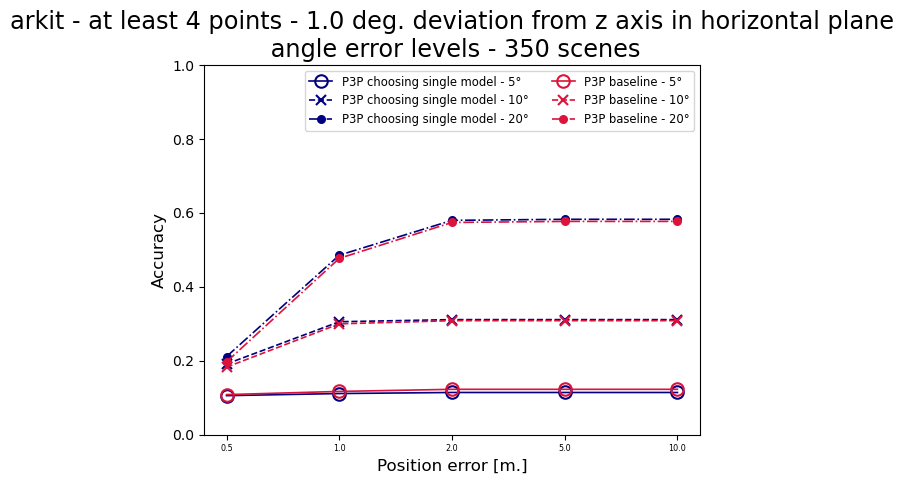 arkit - at least 4 points - 1.0 deg. deviation from z axis in horizontal plane
angle error levels - 350 scenes
P3P choosing single model - 5°
P3P choosing single model - 10°
P3P choosing single model - 20°
P3P baseline - 5°
P3P baseline - 10°
P3P baseline - 20°
Accuracy
1.0
0.8
0.6
0.4
0.2
0.0
0.5
1.0
2.0
5.0
10.0
Position error [m.]